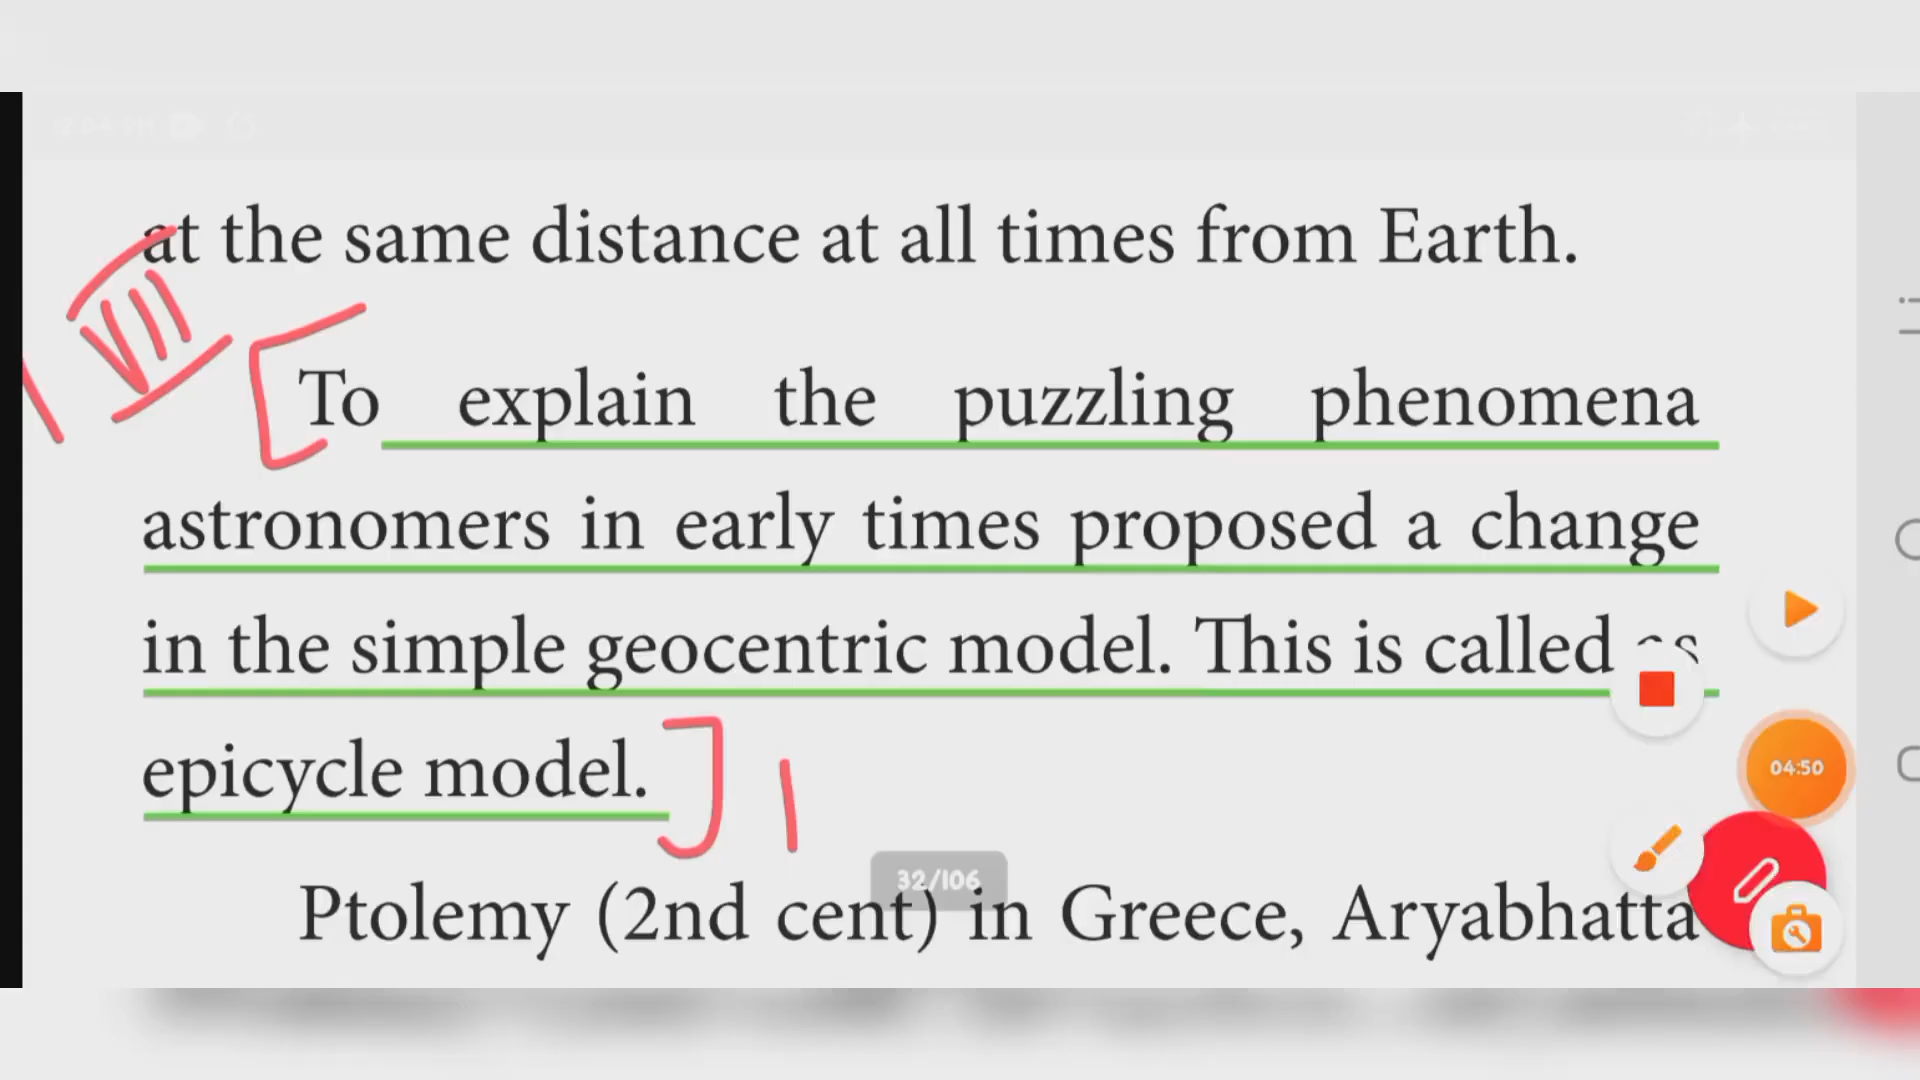 at the same distance at all times from Earth.
VII
To explain the puzzling phenomena
astronomers in early times proposed a change
in the simple geocentric model. This is called as
epicycle model.
1
04:50
32/106
Ptolemy (2nd cent) in Greece, Aryabhatta